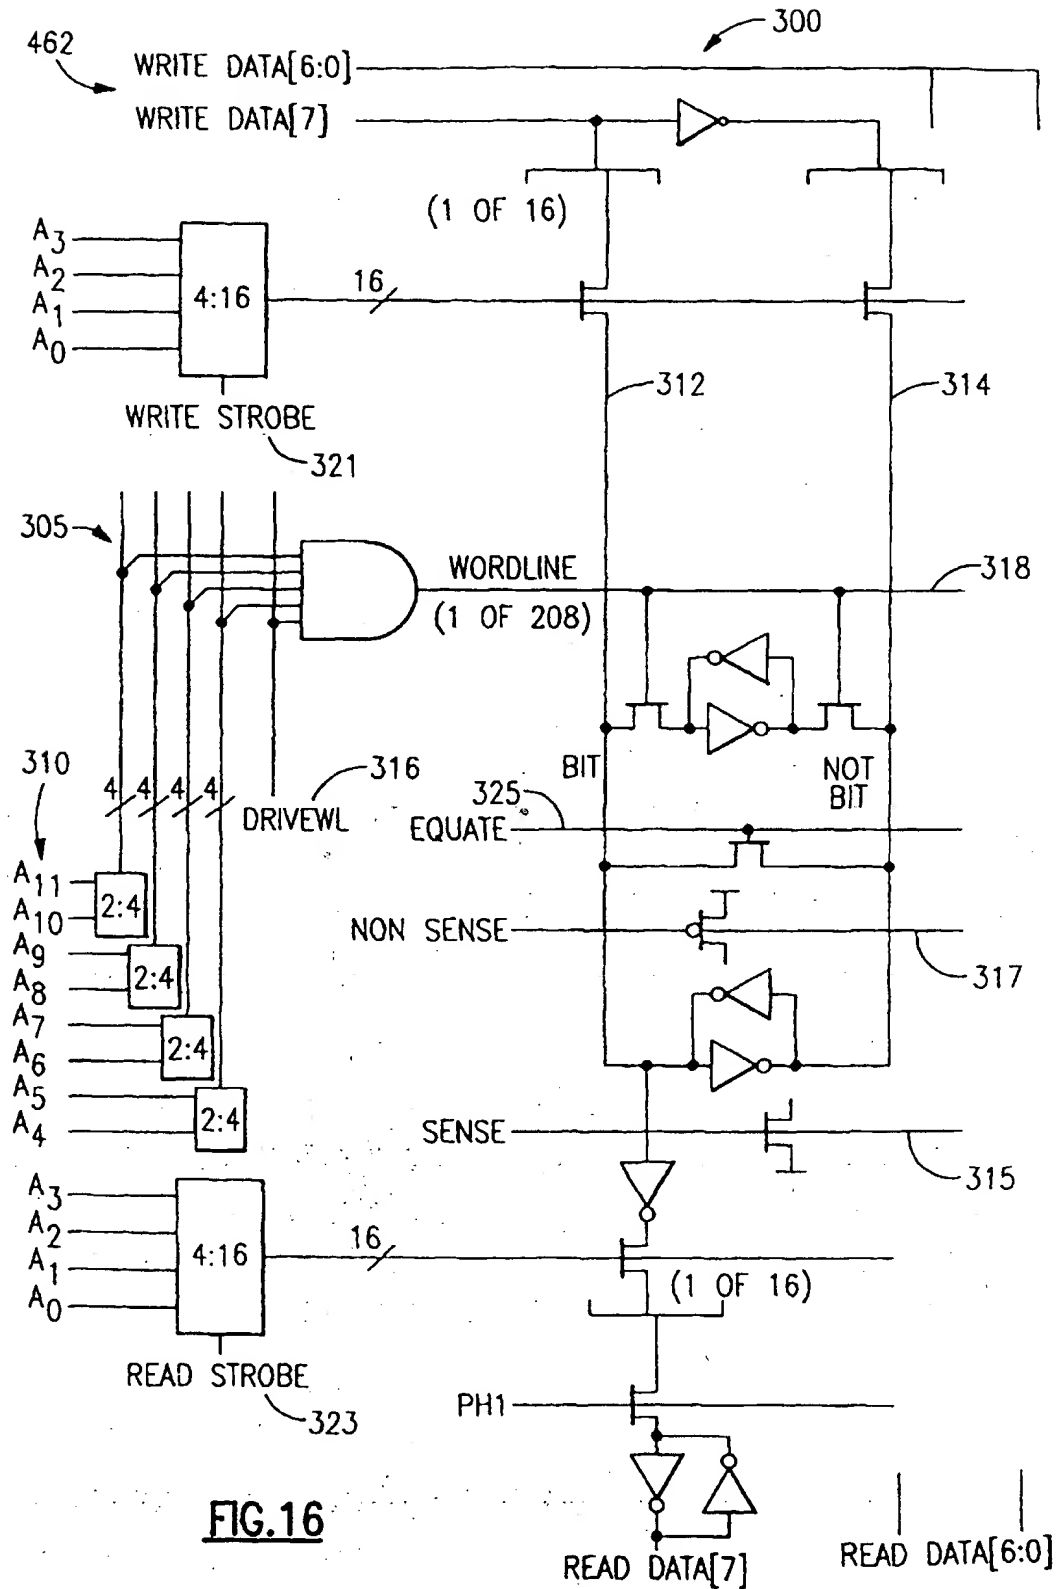 300
462
WRITE DATA[6:0]
WRITE DATA[7]
(1 OF 16)
A3
A2
A1
A0
4:16
16
WRITE STROBE
321
312
314
305
WORDLINE
(1 OF 208)
318
310
4 4 4 4
DRIVEWL
316
BIT
NOT
BIT
325
EQUATE
A11
A10
2:4
NON SENSE
317
A9
A8
2:4
A7
A6
2:4
A5
A4
2:4
SENSE
315
A3
A2
A1
A0
4:16
16
(1 OF 16)
READ STROBE
323
PH1
FIG.16
READ DATA[7]
READ DATA[6:0]